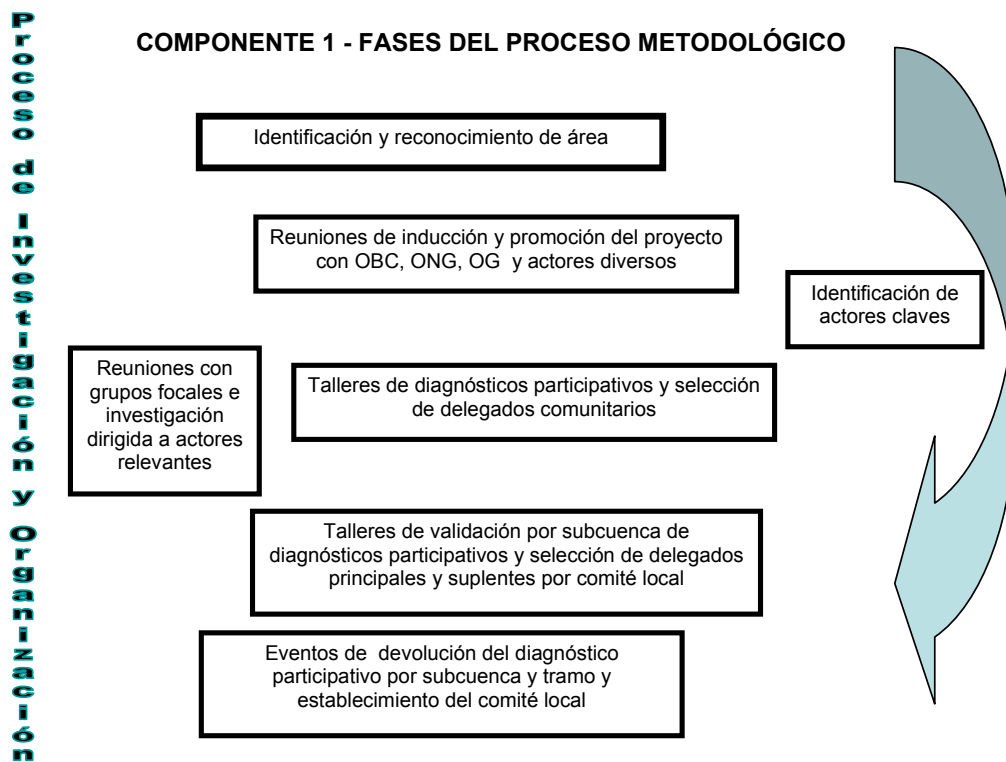 Proceso de Investigación y Organización
COMPONENTE 1 - FASES DEL PROCESO METODOLÓGICO
Identificación y reconocimiento de área
Reuniones de inducción y promoción del proyecto
con OBC, ONG, OG y actores diversos
Identificación de
actores claves
Reuniones con
grupos focales e
investigación
dirigida a actores
relevantes
Talleres de diagnósticos participativos y selección
de delegados comunitarios
Talleres de validación por subcuenca de
diagnósticos participativos y selección de delegados
principales y suplentes por comité local
Eventos de devolución del diagnóstico
participativo por subcuenca y tramo y
establecimiento del comité local